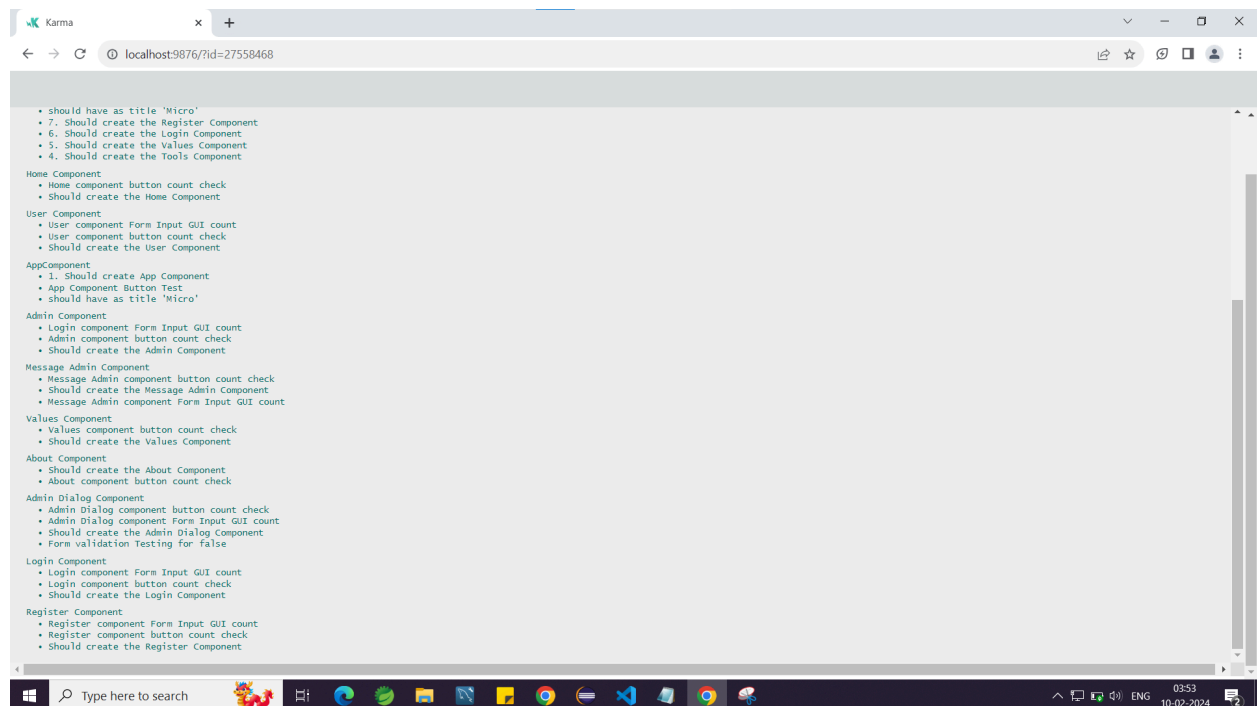 Karma
localhost:9876/?id=27558468
• should have as title 'Micro'
• 7. Should create the Register Component
• 6. Should create the Login Component
• 5. Should create the Values Component
• 4. Should create the Tools Component
Home Component
• Home component button count check
• Should create the Home Component
User Component
• User component Form Input GUI count
• User component button count check
• Should create the User Component
AppComponent
• 1. Should create App Component
• App Component Button Test
• should have as title 'Micro'
Admin Component
• Login component Form Input GUI count
• Admin component button count check
• Should create the Admin Component
Message Admin Component
• Message Admin component button count check
• Should create the Message Admin Component
• Message Admin component Form Input GUI count
Values Component
• Values component button count check
• Should create the Values Component
About Component
• Should create the About Component
• About component button count check
Admin Dialog Component
• Admin Dialog component button count check
• Admin Dialog component Form Input GUI count
• Should create the Admin Dialog Component
• Form validation Testing for false
Login Component
• Login component Form Input GUI count
• Login component button count check
• Should create the Login Component
Register Component
• Register component Form Input GUI count
• Register component button count check
• Should create the Register Component
Type here to search
ENG
03:53
10-02-2024
2